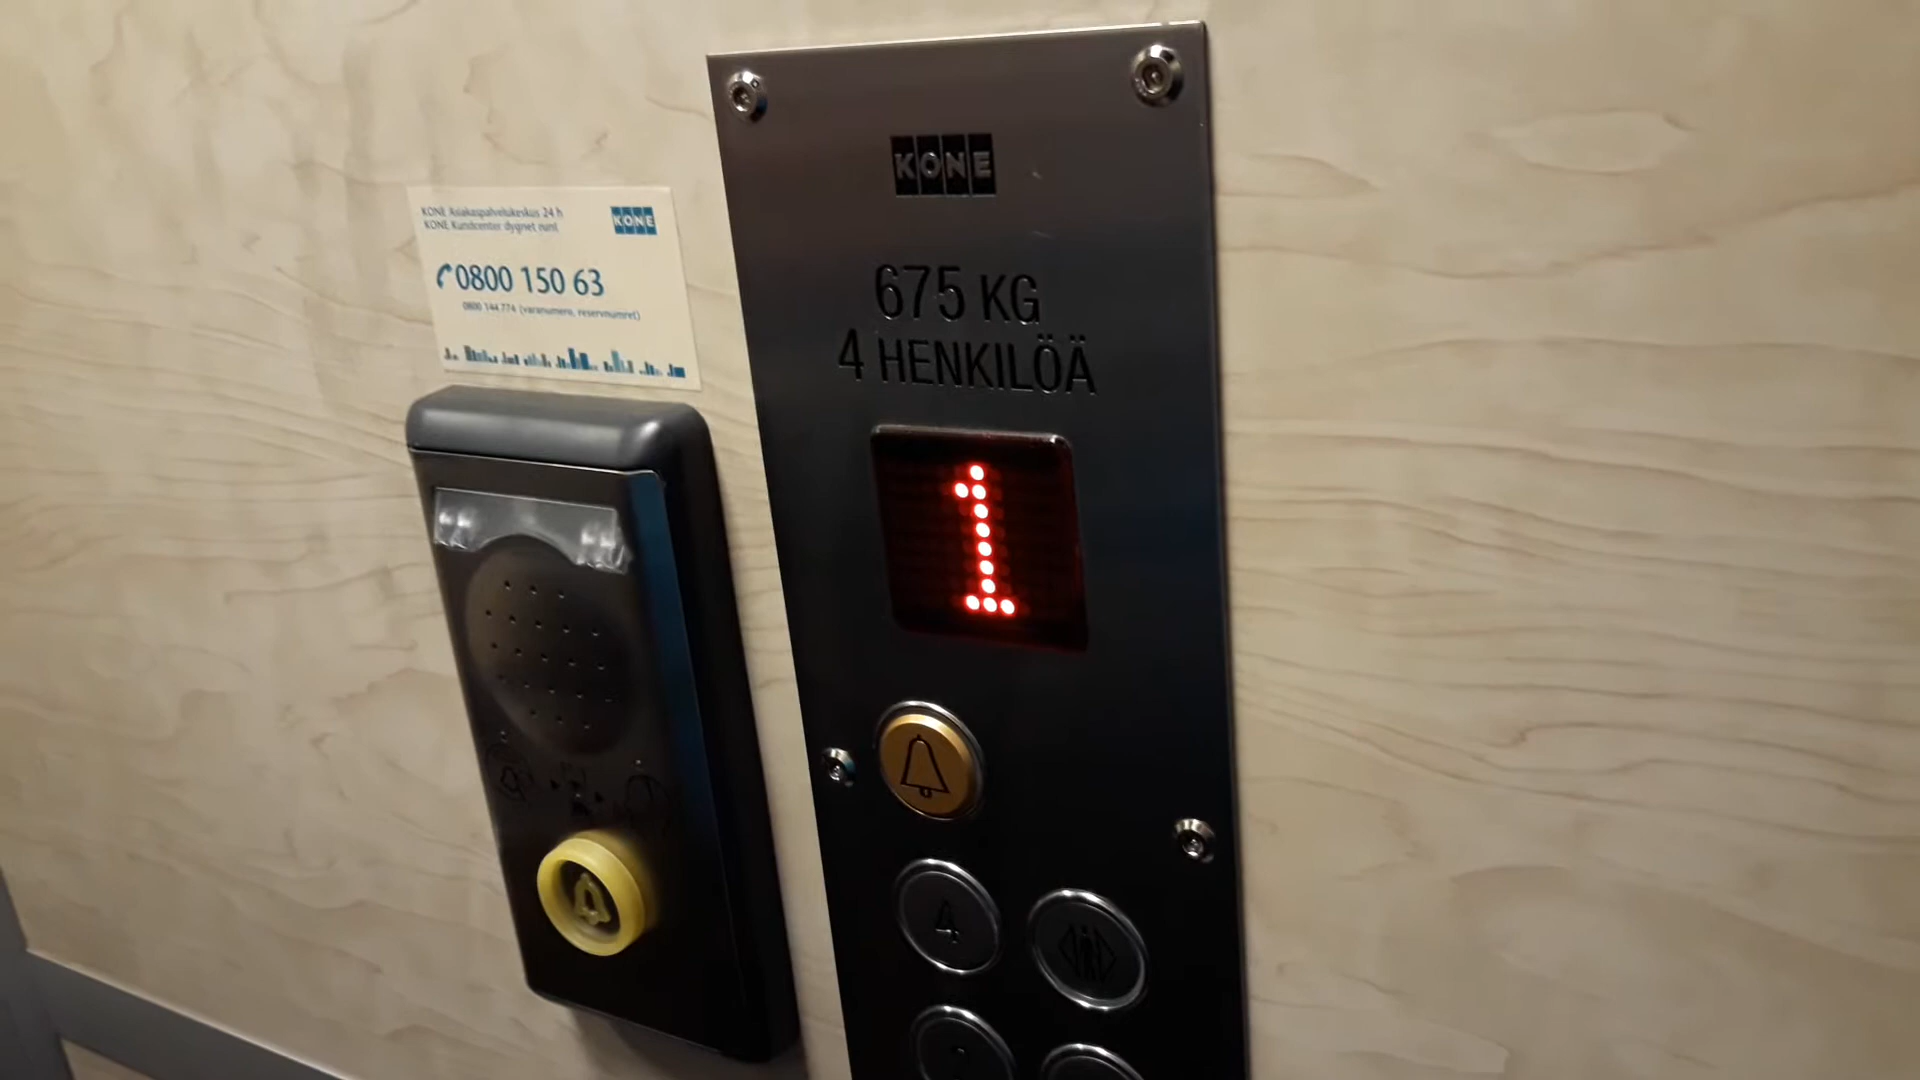 KONE Asiakaspalvelukeskus 24 h
KONE Kundcenter dygnet runt
KONE
0800 150 63
0800 144 774 (varanumero, reservnumret)
KONE
675 KG
4 HENKILÖÄ
1
4